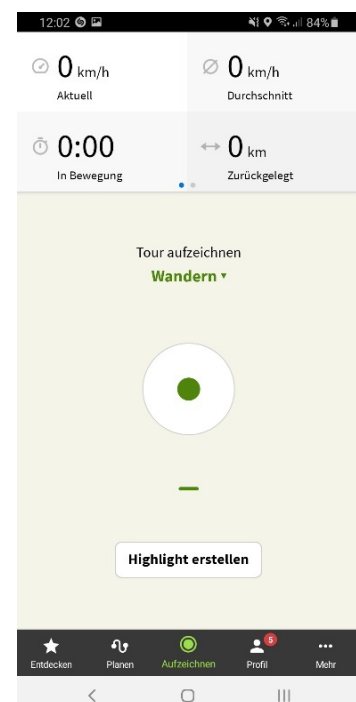 12:02 84%
0 km/h 0 km/h
Aktuell Durchschnitt
0:00 0 km
In Bewegung Zurückgelegt
Tour aufzeichnen
Wandern
Highlight erstellen
5
Entdecken Planen Aufzeichnen Profil Mehr